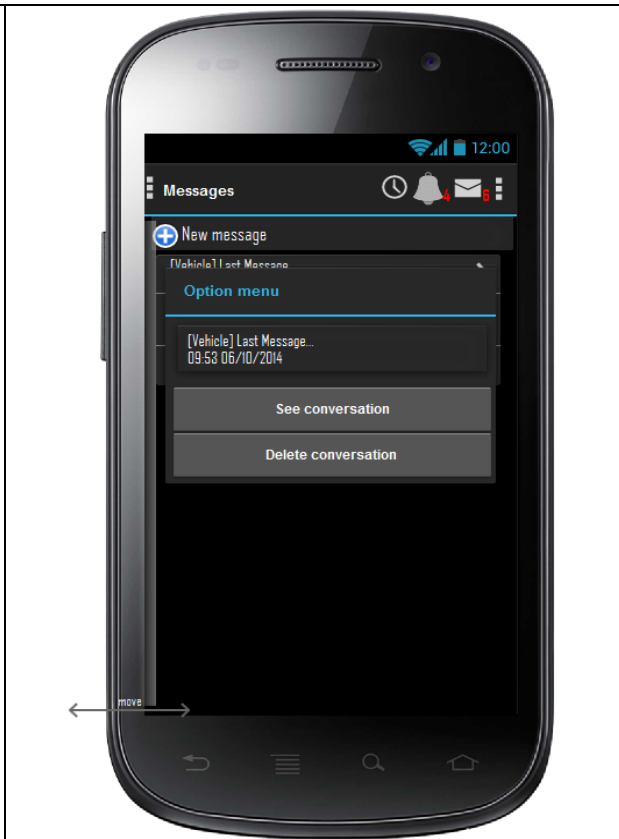 12:00
Messages
4
6
New message
[Vehicle] Last Message
Option menu
[Vehicle] Last Message...
09:53 06/10/2014
See conversation
Delete conversation
move